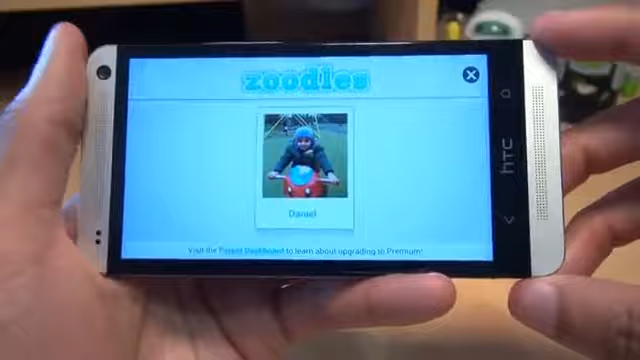 zoodles
Daniel
Visit the Parent Dashboard to learn about upgrading to Premium!
hTC